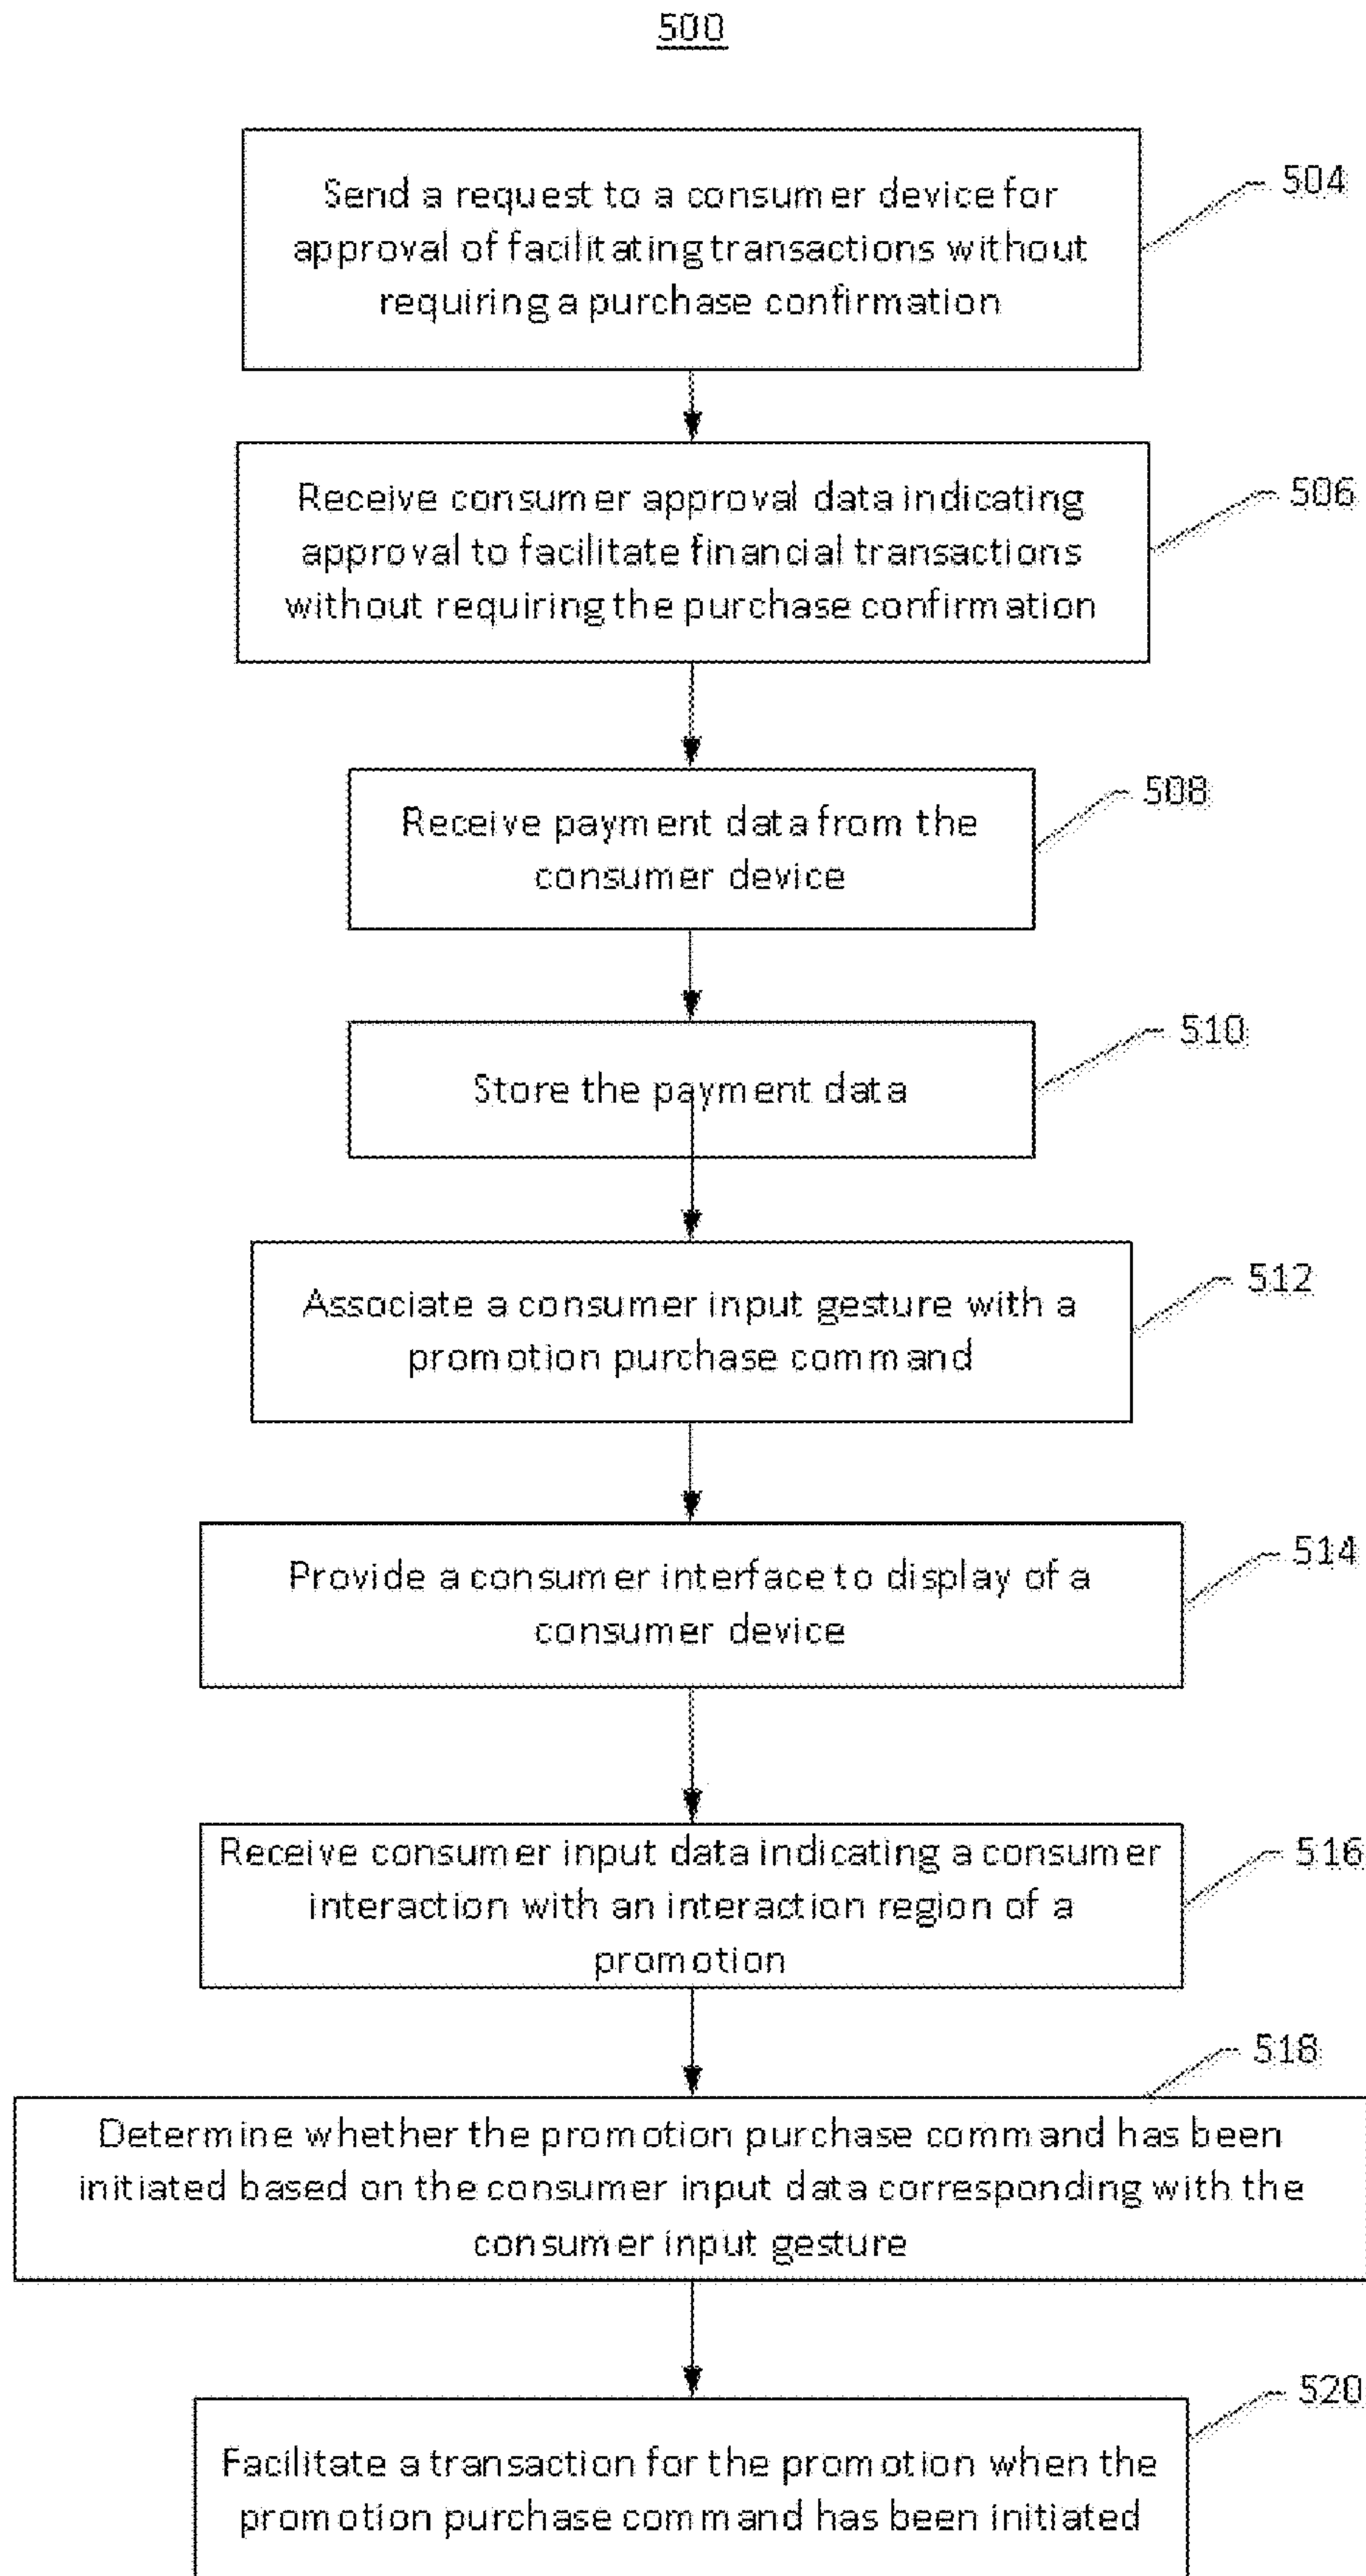 500
Send a request to a consumer device for
approval of facilitating transactions without
requiring a purchase confirmation
504
Receive consumer approval data indicating
approval to facilitate financial transactions
without requiring the purchase confirmation
506
Receive payment data from the
consumer device
508
Store the payment data
510
Associate a consumer input gesture with a
promotion purchase command
512
Provide a consumer interface to display of a
consumer device
514
Receive consumer input data indicating a consumer
interaction with an interaction region of a
promotion
516
Determine whether the promotion purchase command has been
initiated based on the consumer input data corresponding with the
consumer input gesture
518
Facilitate a transaction for the promotion when the
promotion purchase command has been initiated
520